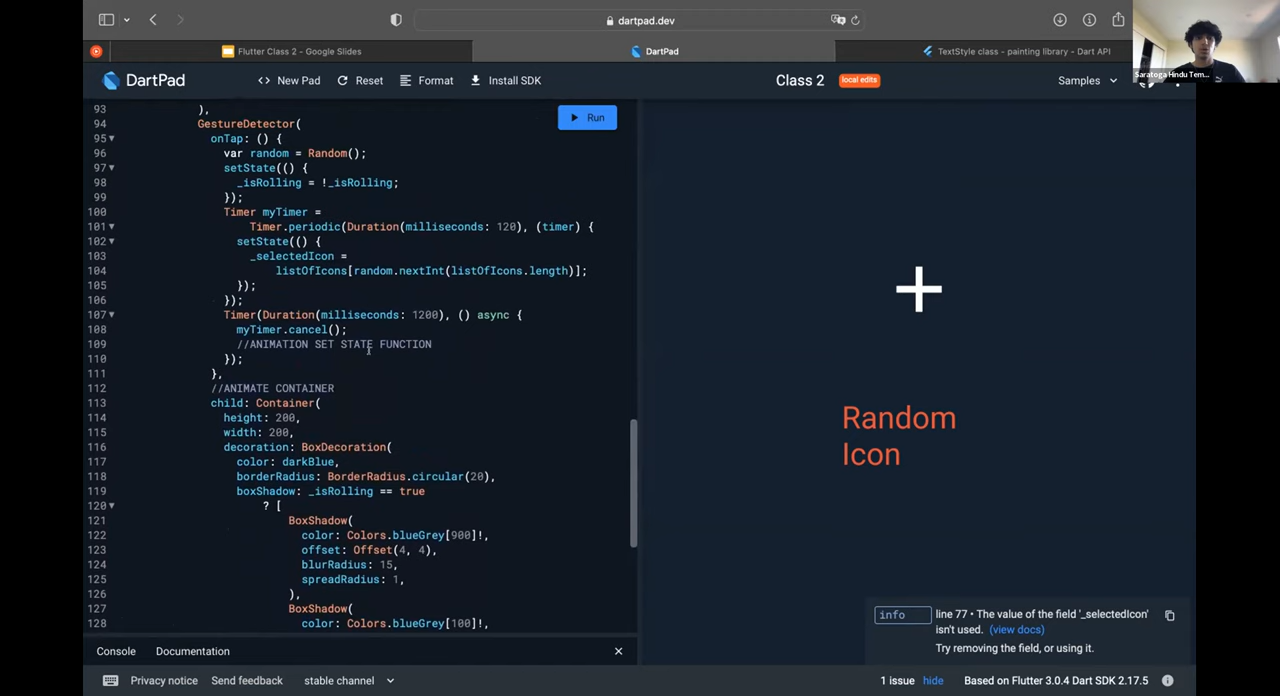 dartpad.dev
Flutter Class 2 - Google Slides
DartPad
TextStyle class - painting library - Dart API
Saratoga Hindu Tem...
DartPad
New Pad
Reset
Format
Install SDK
Class 2
local edits
Samples
93 ),
94 GestureDetector(
95 onTap: () {
96 var random = Random();
97 setState(() {
98 _isRolling = !_isRolling;
99 });
100 Timer myTimer =
101 Timer.periodic(Duration(milliseconds: 120), (timer) {
102 setState(() {
103 _selectedIcon =
104 listOfIcons[random.nextInt(listOfIcons.length)];
105 });
106 });
107 Timer(Duration(milliseconds: 1200), () async {
108 myTimer.cancel();
109 //ANIMATION SET STATE FUNCTION
110 });
111 },
112 //ANIMATE CONTAINER
113 child: Container(
114 height: 200,
115 width: 200,
116 decoration: BoxDecoration(
117 color: darkBlue,
118 borderRadius: BorderRadius.circular(20),
119 boxShadow: _isRolling == true
120 ? [
121 BoxShadow(
122 color: Colors.blueGrey[900]!,
123 offset: Offset(4, 4),
124 blurRadius: 15,
125 spreadRadius: 1,
126 ),
127 BoxShadow(
128 color: Colors.blueGrey[100]!,
Run
Random
Icon
info
line 77 • The value of the field '_selectedIcon'
isn't used. (view docs)
Try removing the field, or using it.
Console
Documentation
Privacy notice
Send feedback
stable channel
1 issue hide
Based on Flutter 3.0.4 Dart SDK 2.17.5